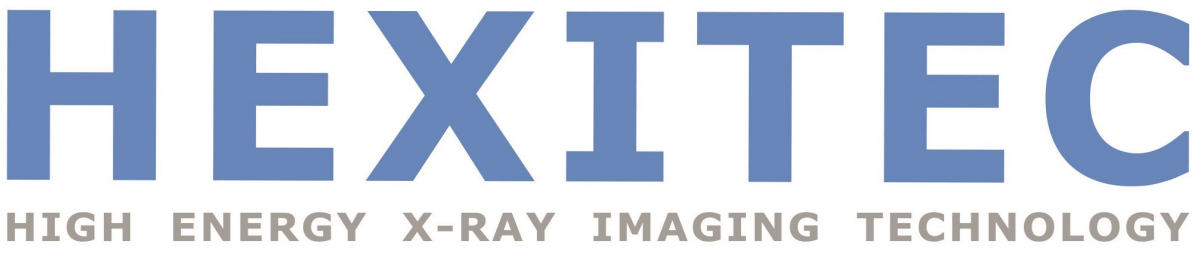 HEXITEC
HIGH ENERGY X-RAY IMAGING TECHNOLOGY